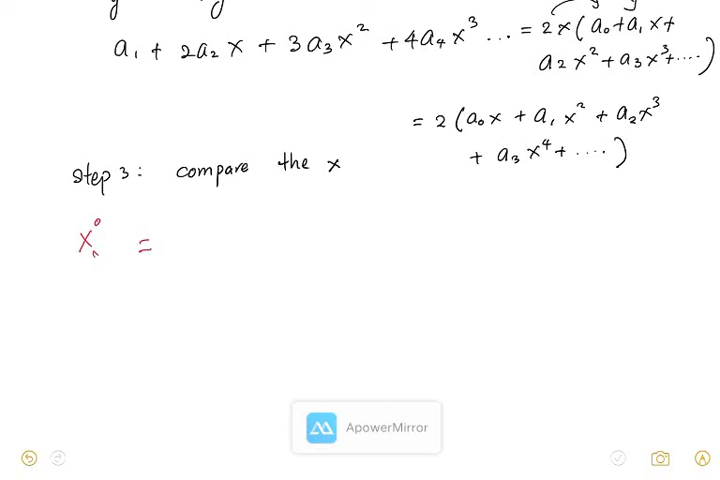 a₁ + 2a₂x + 3a₃x² + 4a₄x³ ... = 2x(a₀+a₁x+
a₂x²+a₃x³+....)
= 2(a₀x + a₁x² + a₂x³
+ a₃x⁴+....)
step 3: compare the x
x⁰ =
ApowerMirror